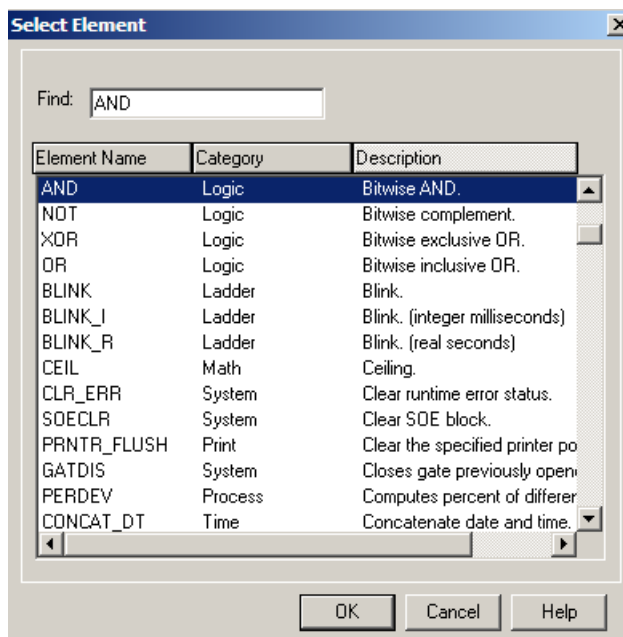 Select Element
Find: AND
Element Name Category Description
AND Logic Bitwise AND.
NOT Logic Bitwise complement.
XOR Logic Bitwise exclusive OR.
OR Logic Bitwise inclusive OR.
BLINK Ladder Blink.
BLINK_I Ladder Blink. (integer milliseconds)
BLINK_R Ladder Blink. (real seconds)
CEIL Math Ceiling.
CLR_ERR System Clear runtime error status.
SOECLR System Clear SOE block.
PRNTR_FLUSH Print Clear the specified printer po
GATDIS System Closes gate previously open
PERDEV Process Computes percent of differer
CONCAT_DT Time Concatenate date and time.
OK Cancel Help